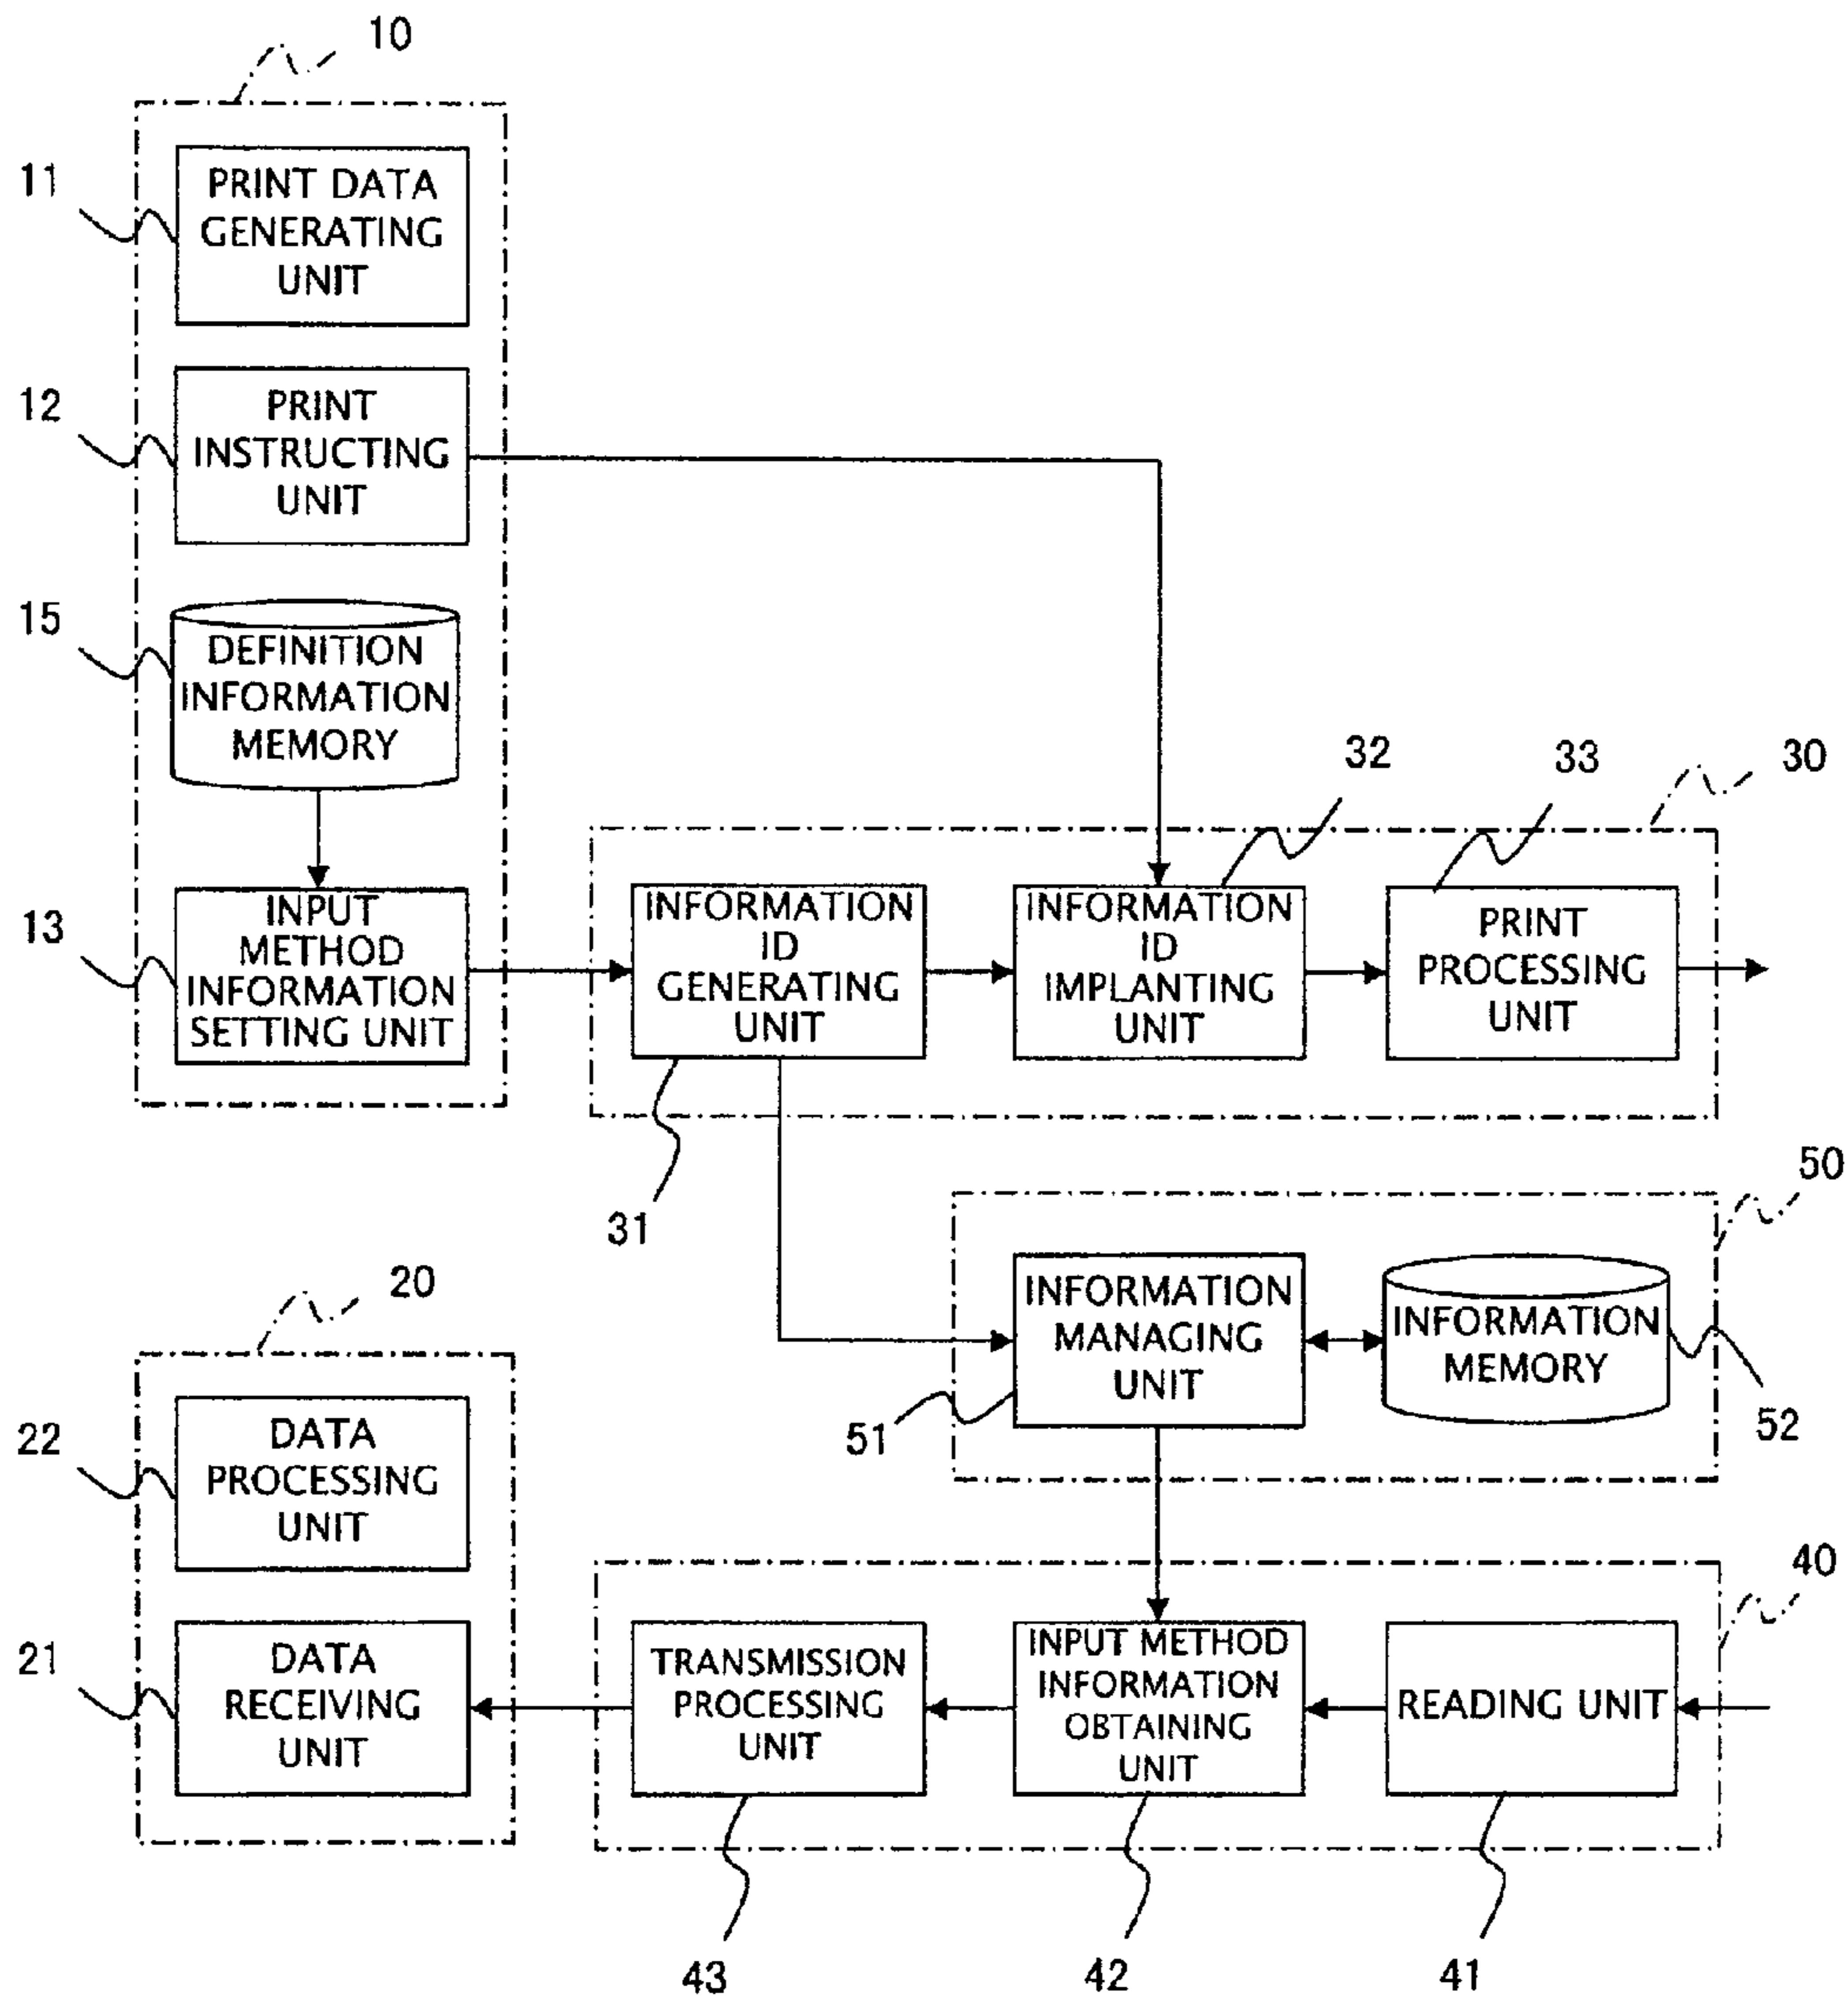 10
11
PRINT DATA
GENERATING
UNIT
12
PRINT
INSTRUCTING
UNIT
15
DEFINITION
INFORMATION
MEMORY
13
INPUT
METHOD
INFORMATION
SETTING UNIT
32
33
30
INFORMATION
ID
GENERATING
UNIT
INFORMATION
ID
IMPLANTING
UNIT
PRINT
PROCESSING
UNIT
31
50
INFORMATION
MANAGING
UNIT
INFORMATION
MEMORY
51
52
20
22
DATA
PROCESSING
UNIT
21
DATA
RECEIVING
UNIT
40
TRANSMISSION
PROCESSING
UNIT
INPUT METHOD
INFORMATION
OBTAINING
UNIT
READING UNIT
43
42
41